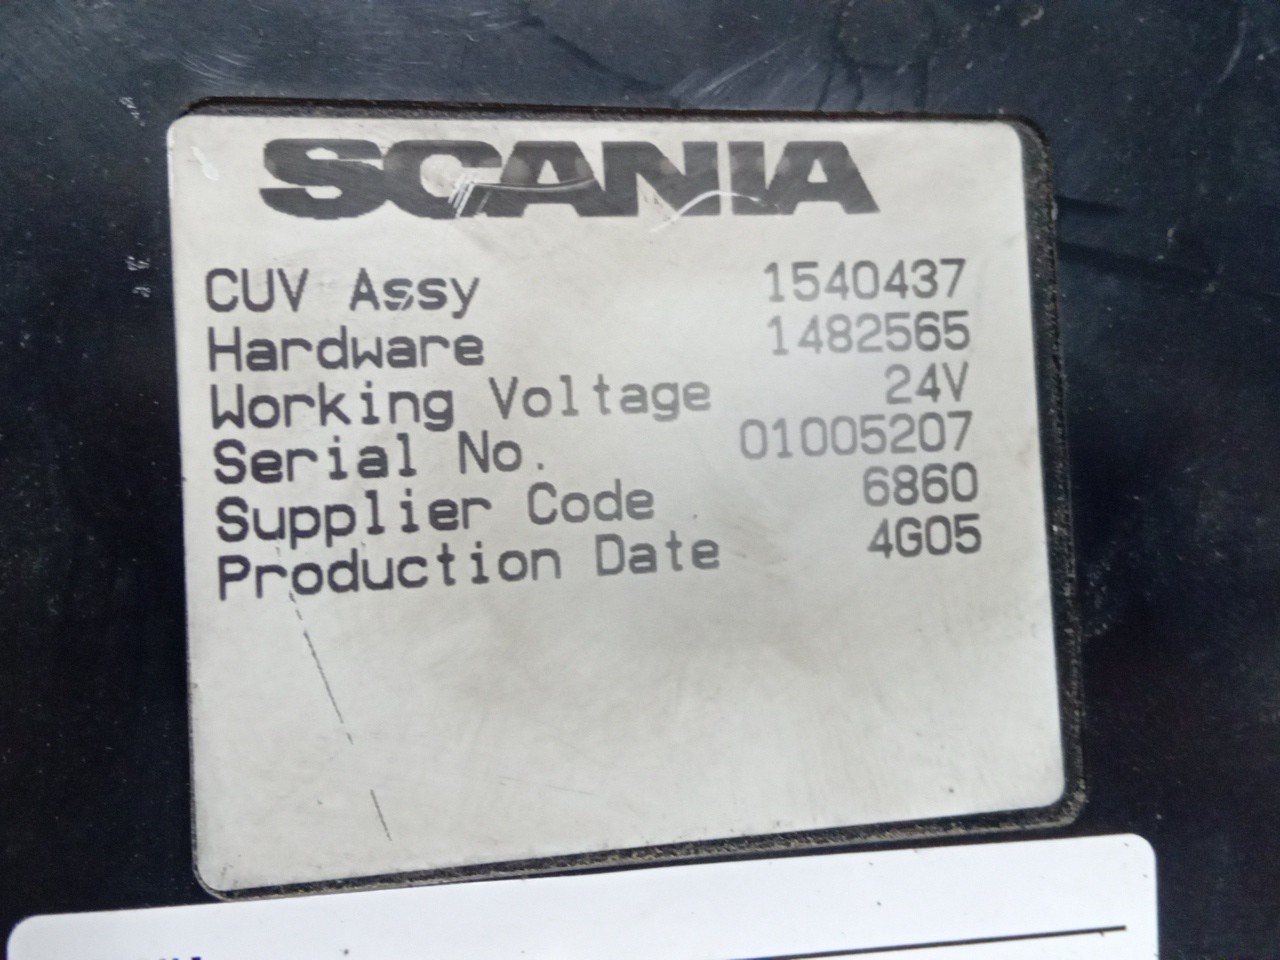 SCANIA
CUV Assy 1540437
Hardware 1482565
Working Voltage 24V
Serial No. 01005207
Supplier Code 6860
Production Date 4G05